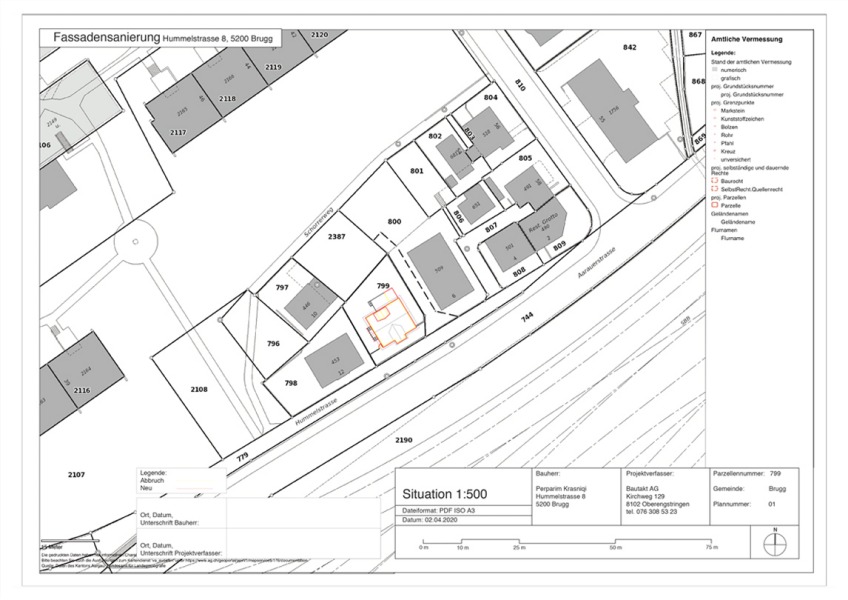 Fassadensanierung Hummelstrasse 8, 5200 Brugg
2120
2119
2118
2117
106
2387
800
801
802
803
804
805
806
807
808
809
810
842
867
868
869
797
796
798
799
2108
2116
2107
779
744
2190
Schorrerweg
Hummelstrasse
Aarauerstrasse
SBB
Rest. Grotto
Amtliche Vermessung
Legende:
Stand der amtlichen Vermessung
numerisch
grafisch
proj. Grundstücksnummer
proj. Grundstücksnummer
proj. Grenzpunkte
Markstein
Kunststoffzeichen
Bolzen
Rohr
Pfahl
Kreuz
unversichert
proj. selbständige und dauernde
Rechte
Baurecht
SelbstRecht.Quellenrecht
proj. Parzellen
Parzelle
Geländenamen
Geländename
Flurnamen
Flurname
Legende:
Abbruch
Neu
Ort, Datum,
Unterschrift Bauherr:
Ort, Datum,
Unterschrift Projektverfasser:
Situation 1:500
Dateiformat: PDF ISO A3
Datum: 02.04.2020
Bauherr:
Perparim Krasniqi
Hummelstrasse 8
5200 Brugg
Projektverfasser:
Bautakt AG
Kirchweg 129
8102 Oberengstringen
tel. 076 308 53 23
Parzellennummer: 799
Gemeinde: Brugg
Plannummer: 01
0 m 10 m 25 m 50 m 75 m
N